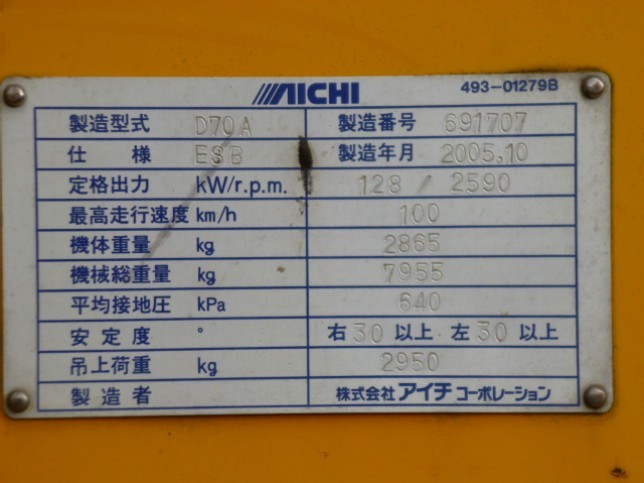 AICHI 493-01279B
製造型式 D70A 製造番号 691707
仕様 ESB 製造年月 2005.10
定格出力 kW/r.p.m. 128 / 2590
最高走行速度 km/h 100
機体重量 kg 2865
機械総重量 kg 7955
平均接地圧 kPa 640
安定度 ° 右30以上 左30以上
吊上荷重 kg 2950
製造者 株式会社アイチコーポレーション